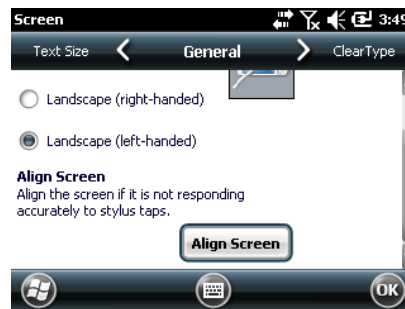 Screen 3:49
Text Size General ClearType
Landscape (right-handed)
Landscape (left-handed)
Align Screen
Align the screen if it is not responding
accurately to stylus taps.
Align Screen
OK